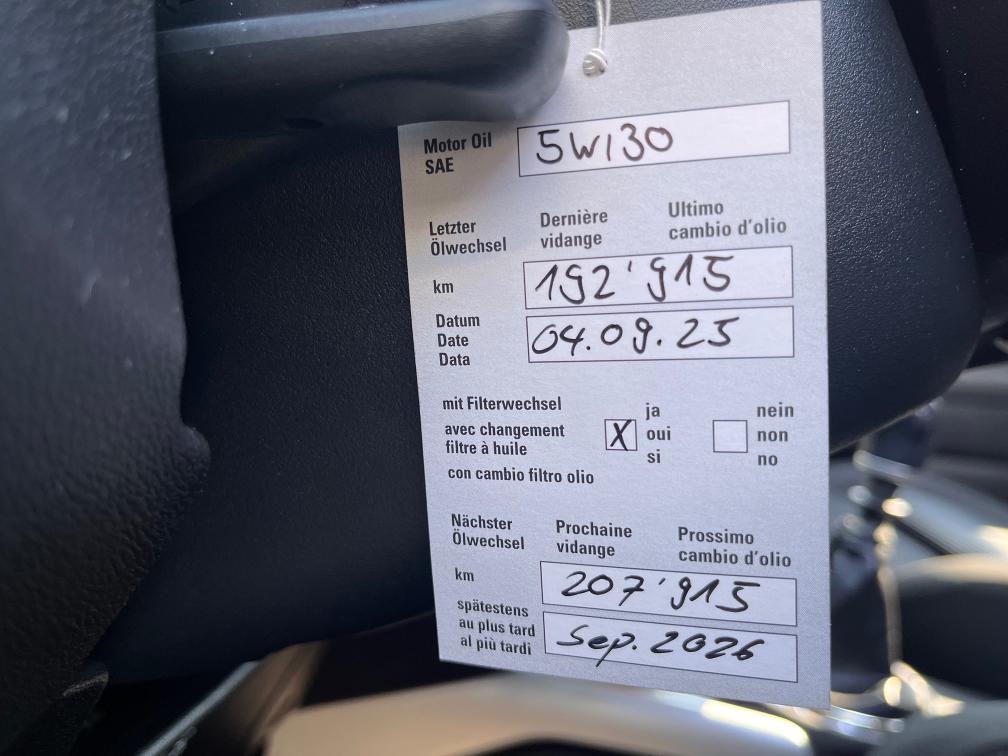 Motor Oil
SAE
5W/30
Letzter
Ölwechsel
Dernière
vidange
Ultimo
cambio d'olio
km
192'915
Datum
Date
Data
04.09.25
mit Filterwechsel
avec changement
filtre à huile
con cambio filtro olio
X
ja
oui
si
nein
non
no
Nächster
Ölwechsel
Prochaine
vidange
Prossimo
cambio d'olio
km
207'915
spätestens
au plus tard
al più tardi
Sep. 2026